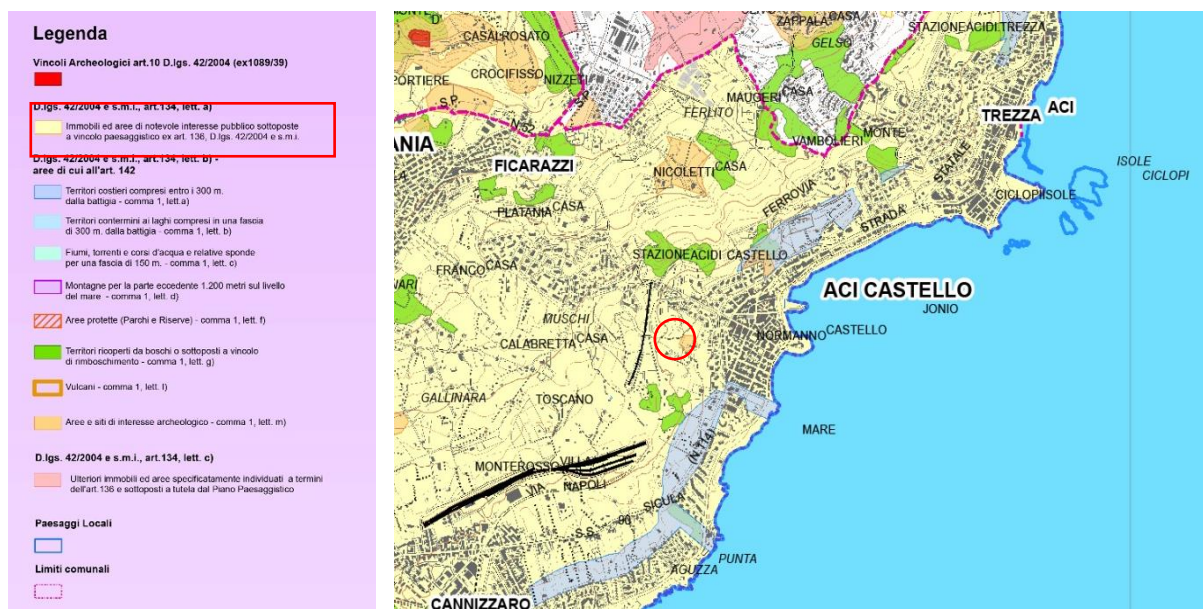 Legenda
Vincoli Archeologici art.10 D.lgs. 42/2004 (ex1089/39)
D.lgs. 42/2004 e s.m.i., art.134, lett. a)
Immobili ed aree di notevole interesse pubblico sottoposte
a vincolo paesaggistico ex art. 136, D.lgs. 42/2004 e s.m.i.
D.lgs. 42/2004 e s.m.i., art.134, lett. b) -
aree di cui all'art. 142
Territori costieri compresi entro i 300 m.
dalla battigia - comma 1, lett.a)
Territori contermini ai laghi compresi in una fascia
di 300 m. dalla battigia - comma 1, lett. b)
Fiumi, torrenti e corsi d'acqua e relative sponde
per una fascia di 150 m. - comma 1, lett. c)
Montagne per la parte eccedente 1.200 metri sul livello
del mare - comma 1, lett. d)
Aree protette (Parchi e Riserve) - comma 1, lett. f)
Territori ricoperti da boschi o sottoposti a vincolo
di rimboschimento - comma 1, lett. g)
Vulcani - comma 1, lett. l)
Aree e siti di interesse archeologico - comma 1, lett. m)
D.lgs. 42/2004 e s.m.i., art.134, lett. c)
Ulteriori immobili ed aree specificatamente individuati a termini
dell'art.136 e sottoposti a tutela dal Piano Paesaggistico
Paesaggi Locali
Limiti comunali
ZAPPALA CASA
CASALROSATO
GELSO
STAZIONEACIDI TREZZA
PORTIERE
CROCIFISSO
NIZZETI
S.P.
S.P.
MAUGERI CASA
FERLITO
TREZZA ACI
ANIA
VAMBOLIERI
MONTE
FICARAZZI
ISOLE
CICLOPI
NICOLETTI CASA
STATALE
CICLOPIISOLE
FERROVIA
PLATANIA CASA
STRADA
STAZIONEACIDI CASTELLO
FRANCO CASA
ACI CASTELLO
JONIO
MUSCHI
NORMANNO CASTELLO
CALABRETTA CASA
GALLINARA
TOSCANO
MARE
(N.114)
MONTEROSSO VILLA
VIA NAPOLI
SICULA
S.S.
PUNTA
AGUZZA
CANNIZZARO